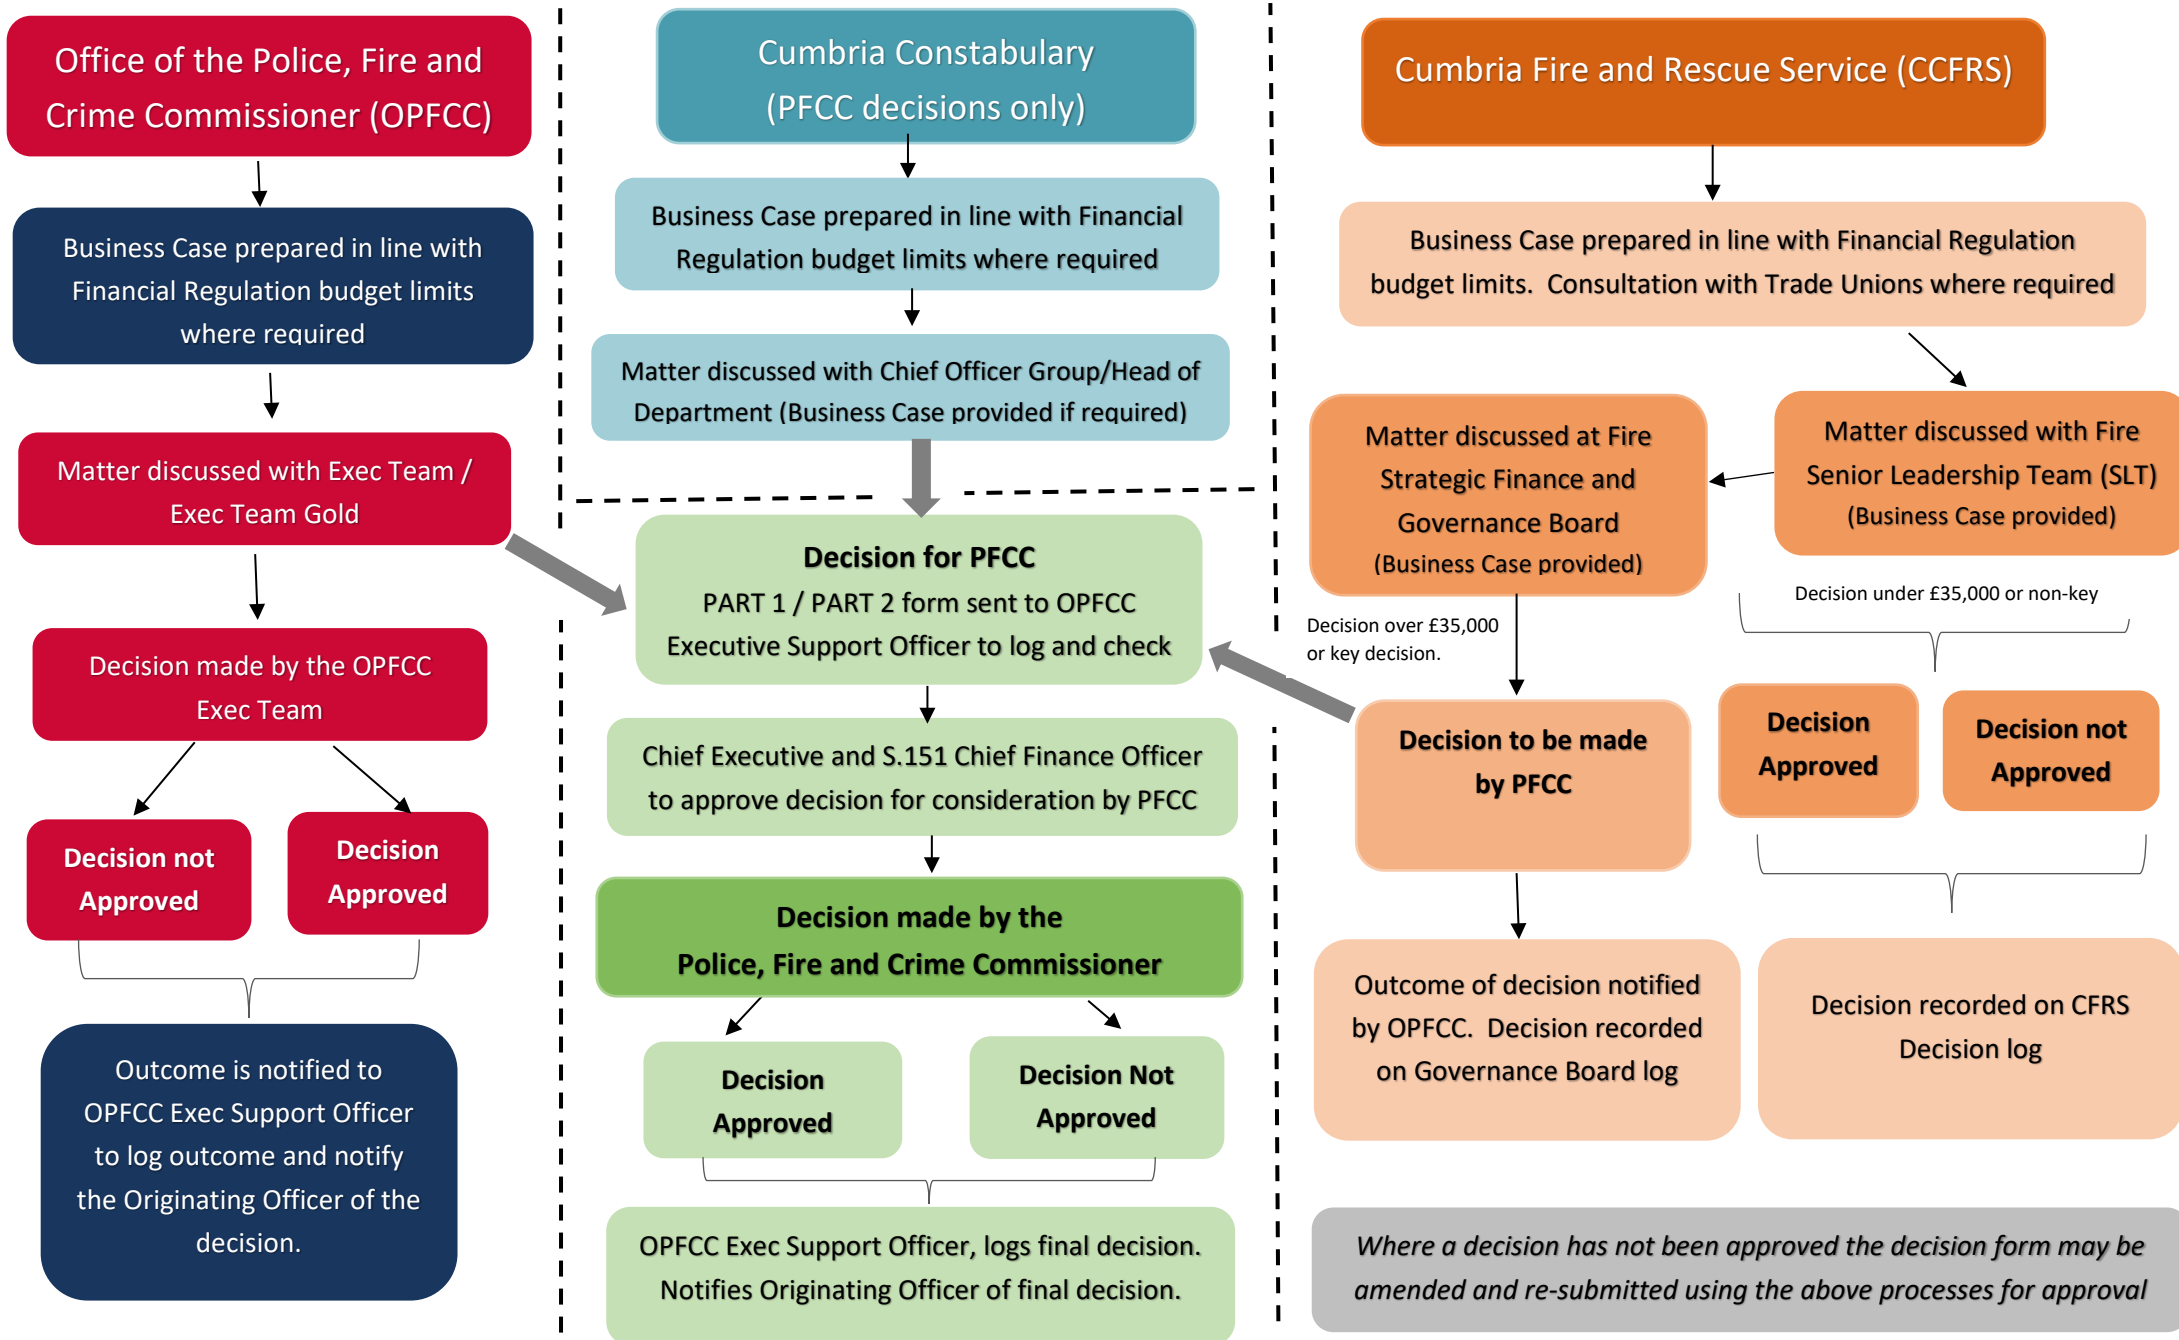 Office of the Police, Fire and
Crime Commissioner (OPFCC)
Business Case prepared in line with
Financial Regulation budget limits
where required
Matter discussed with Exec Team /
Exec Team Gold
Decision made by the OPFCC
Exec Team
Decision not
Approved
Decision
Approved
Outcome is notified to
OPFCC Exec Support Officer
to log outcome and notify
the Originating Officer of the
decision.
Cumbria Constabulary
(PFCC decisions only)
Business Case prepared in line with Financial
Regulation budget limits where required
Matter discussed with Chief Officer Group/Head of
Department (Business Case provided if required)
Decision for PFCC
PART 1 / PART 2 form sent to OPFCC
Executive Support Officer to log and check
Chief Executive and S.151 Chief Finance Officer
to approve decision for consideration by PFCC
Decision made by the
Police, Fire and Crime Commissioner
Decision
Approved
Decision Not
Approved
OPFCC Exec Support Officer, logs final decision.
Notifies Originating Officer of final decision.
Cumbria Fire and Rescue Service (CCFRS)
Business Case prepared in line with Financial Regulation
budget limits.  Consultation with Trade Unions where required
Matter discussed with Fire
Senior Leadership Team (SLT)
(Business Case provided)
Matter discussed at Fire
Strategic Finance and
Governance Board
(Business Case provided)
Decision under £35,000 or non-key
Decision over £35,000
or key decision.
Decision
Approved
Decision not
Approved
Decision to be made
by PFCC
Outcome of decision notified
by OPFCC.  Decision recorded
on Governance Board log
Decision recorded on CFRS
Decision log
Where a decision has not been approved the decision form may be
amended and re-submitted using the above processes for approval